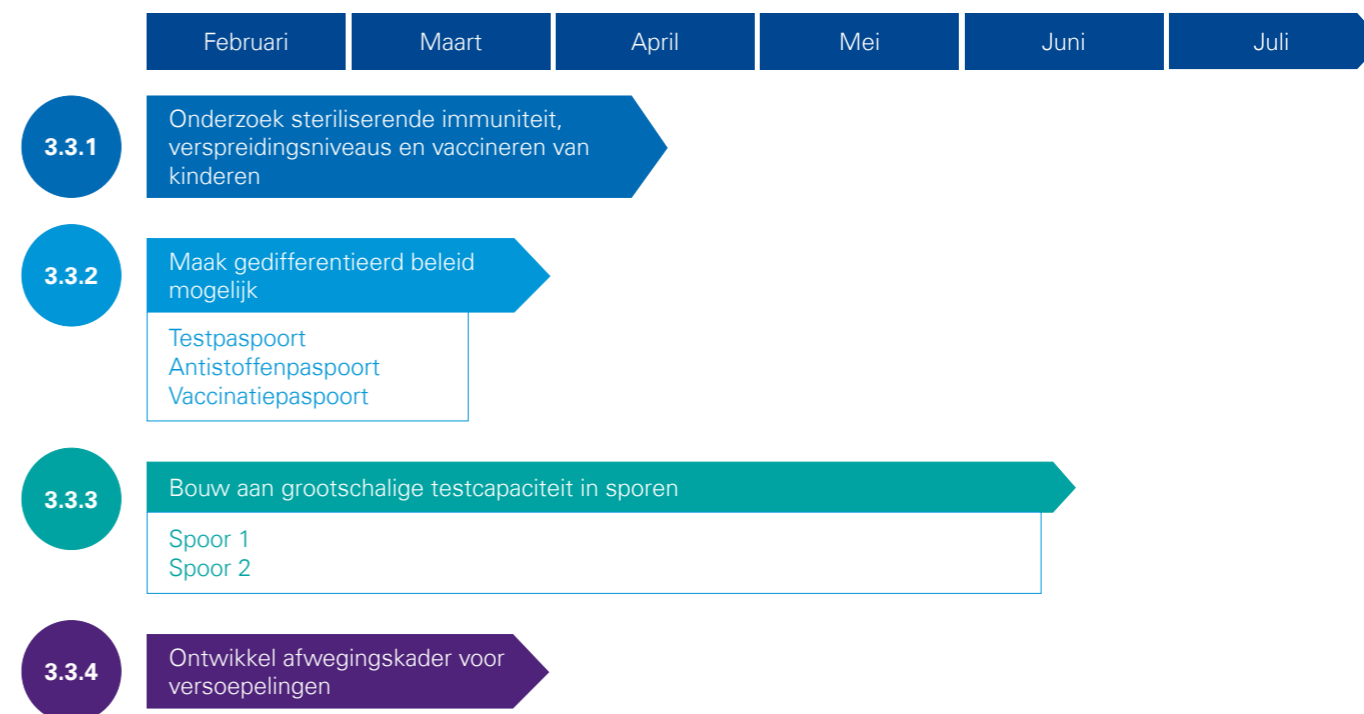 Februari Maart April Mei Juni Juli
3.3.1
Onderzoek steriliserende immuniteit,
verspreidingsniveaus en vaccineren van
kinderen
3.3.2
Maak gedifferentieerd beleid
mogelijk
Testpaspoort
Antistoffenpaspoort
Vaccinatiepaspoort
3.3.3
Bouw aan grootschalige testcapaciteit in sporen
Spoor 1
Spoor 2
3.3.4
Ontwikkel afwegingskader voor
versoepelingen